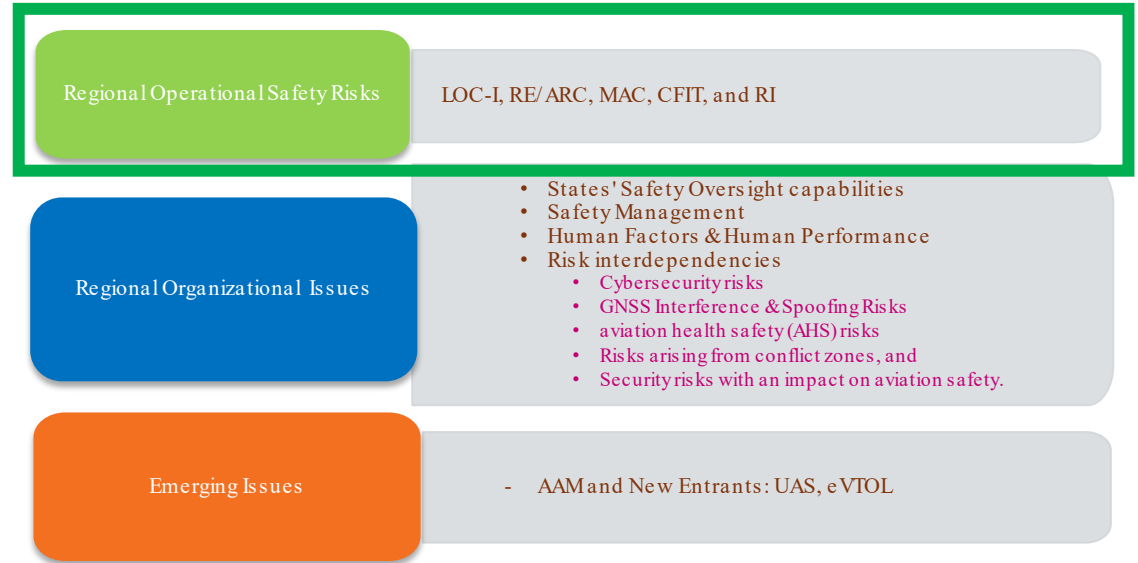 Regional Operational Safety Risks
LOC-I, RE/ARC, MAC, CFIT, and RI
Regional Organizational Issues
• States' Safety Oversight capabilities
• Safety Management
• Human Factors & Human Performance
• Risk interdependencies
• Cybersecurity risks
• GNSS Interference & Spoofing Risks
• aviation health safety (AHS) risks
• Risks arising from conflict zones, and
• Security risks with an impact on aviation safety.
Emerging Issues
- AAM and New Entrants: UAS, eVTOL